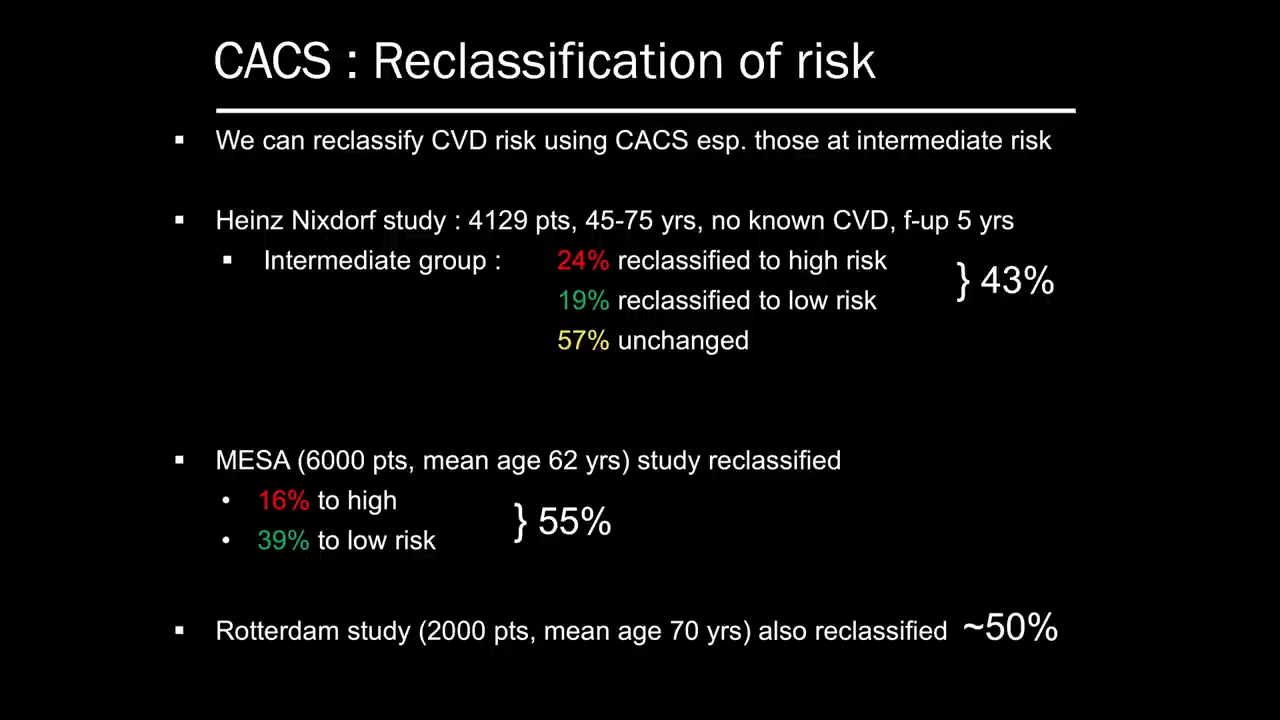 CACS : Reclassification of risk
▪ We can reclassify CVD risk using CACS esp. those at intermediate risk
▪ Heinz Nixdorf study : 4129 pts, 45-75 yrs, no known CVD, f-up 5 yrs
▪ Intermediate group : 24% reclassified to high risk
19% reclassified to low risk
} 43%
57% unchanged
▪ MESA (6000 pts, mean age 62 yrs) study reclassified
• 16% to high
• 39% to low risk
} 55%
▪ Rotterdam study (2000 pts, mean age 70 yrs) also reclassified ~50%